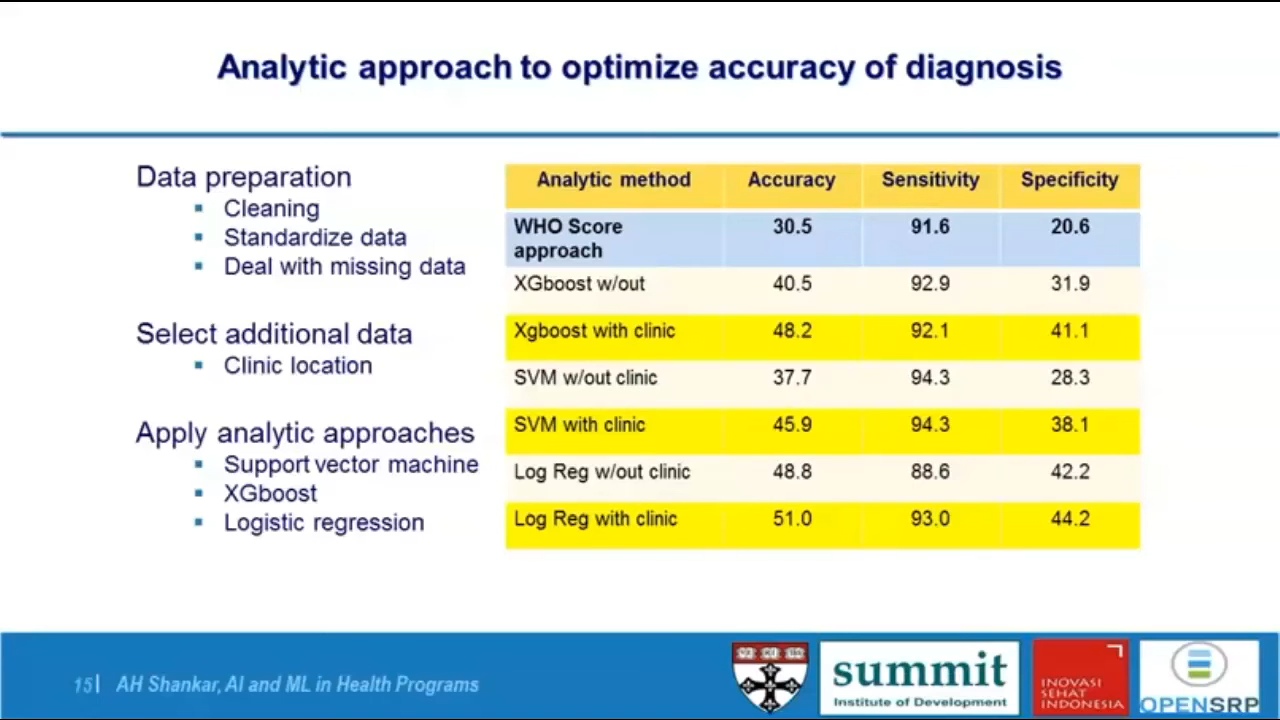 Analytic approach to optimize accuracy of diagnosis
Data preparation
Cleaning
Standardize data
Deal with missing data
Select additional data
Clinic location
Apply analytic approaches
Support vector machine
XGboost
Logistic regression
Analytic method Accuracy Sensitivity Specificity
WHO Score
approach 30.5 91.6 20.6
XGboost w/out 40.5 92.9 31.9
Xgboost with clinic 48.2 92.1 41.1
SVM w/out clinic 37.7 94.3 28.3
SVM with clinic 45.9 94.3 38.1
Log Reg w/out clinic 48.8 88.6 42.2
Log Reg with clinic 51.0 93.0 44.2
15| AH Shankar, AI and ML in Health Programs
summit
Institute of Development
INOVASI
SEHAT
INDONESIA
OPENSRP